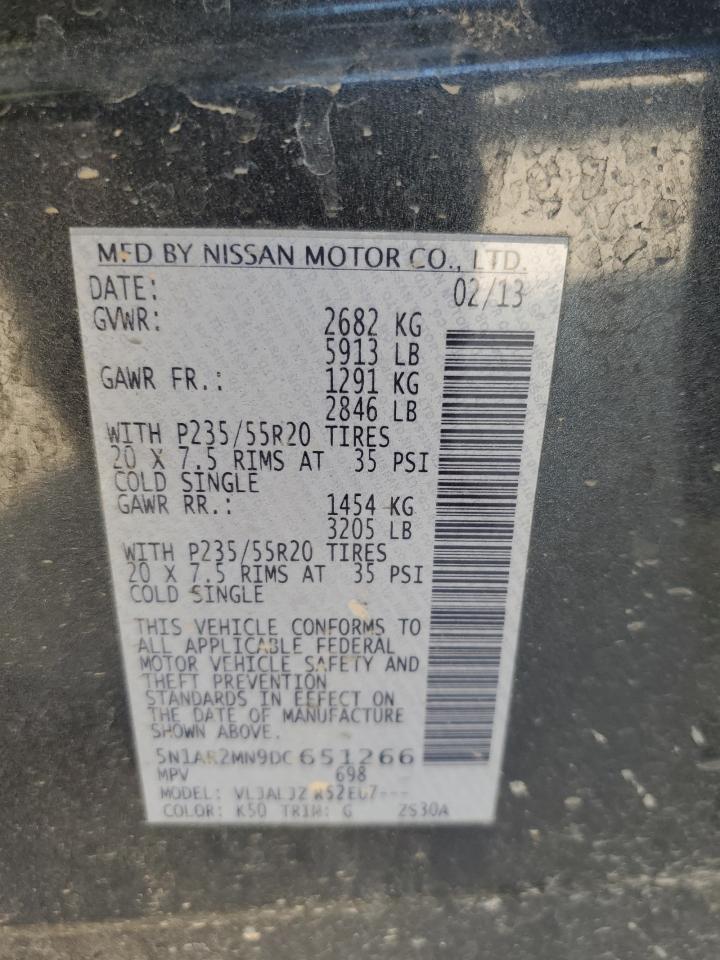 MFD BY NISSAN MOTOR CO., LTD.
DATE: 02/13
GVWR: 2682 KG
5913 LB
GAWR FR.: 1291 KG
2846 LB
WITH P235/55R20 TIRES
20 X 7.5 RIMS AT 35 PSI
COLD SINGLE
GAWR RR.: 1454 KG
3205 LB
WITH P235/55R20 TIRES
20 X 7.5 RIMS AT 35 PSI
COLD SINGLE
THIS VEHICLE CONFORMS TO
ALL APPLICABLE FEDERAL
MOTOR VEHICLE SAFETY AND
THEFT PREVENTION
STANDARDS IN EFFECT ON
THE DATE OF MANUFACTURE
SHOWN ABOVE.
5N1AR2MN9DC651266
MPV 698
MODEL:
COLOR: K50 TRIM: G 2S30A